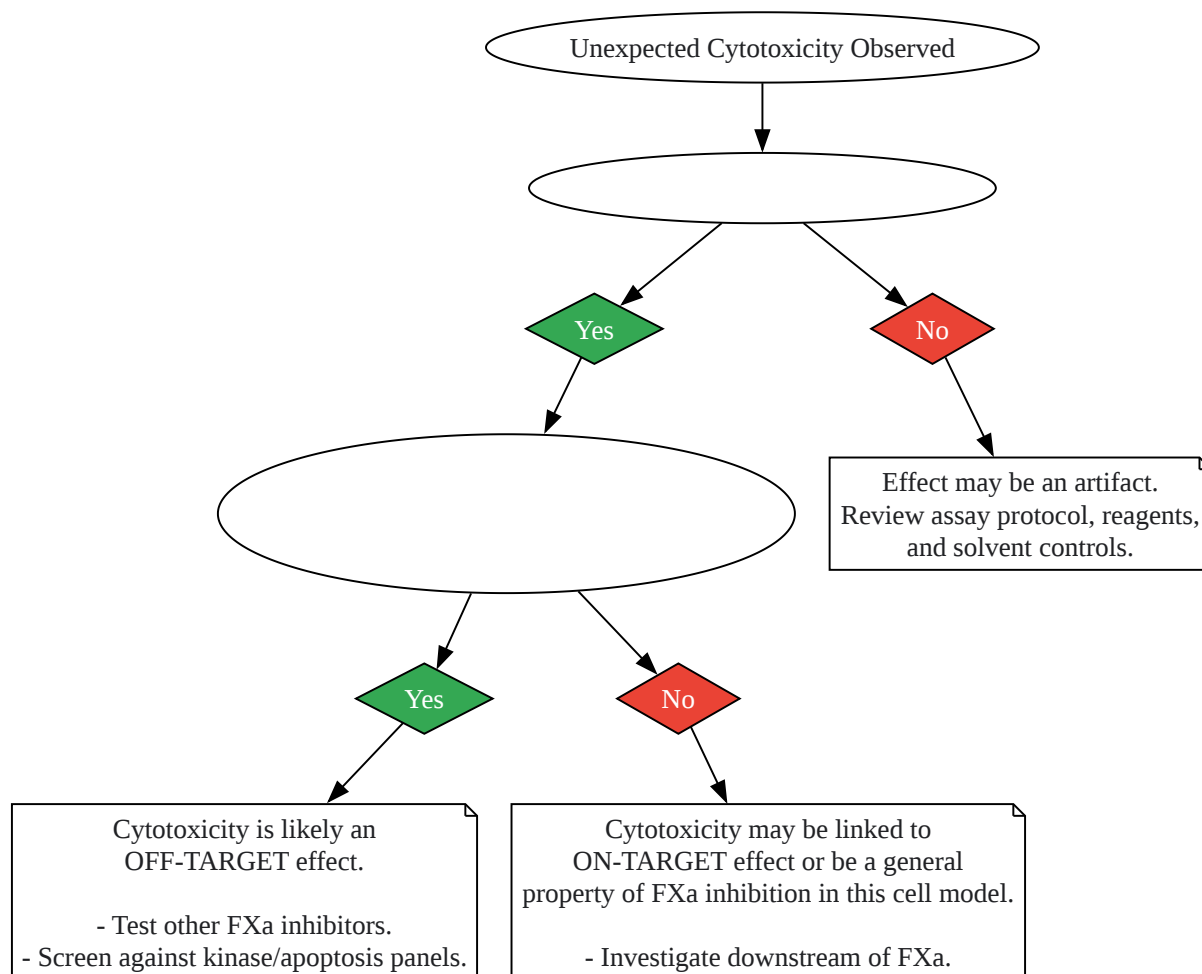 Unexpected Cytotoxicity Observed
Yes
No
Effect may be an artifact.
Review assay protocol, reagents,
and solvent controls.
Yes
No
Cytotoxicity is likely an
OFF-TARGET effect.
- Test other FXa inhibitors.
- Screen against kinase/apoptosis panels.
Cytotoxicity may be linked to
ON-TARGET effect or be a general
property of FXa inhibition in this cell model.
- Investigate downstream of FXa.